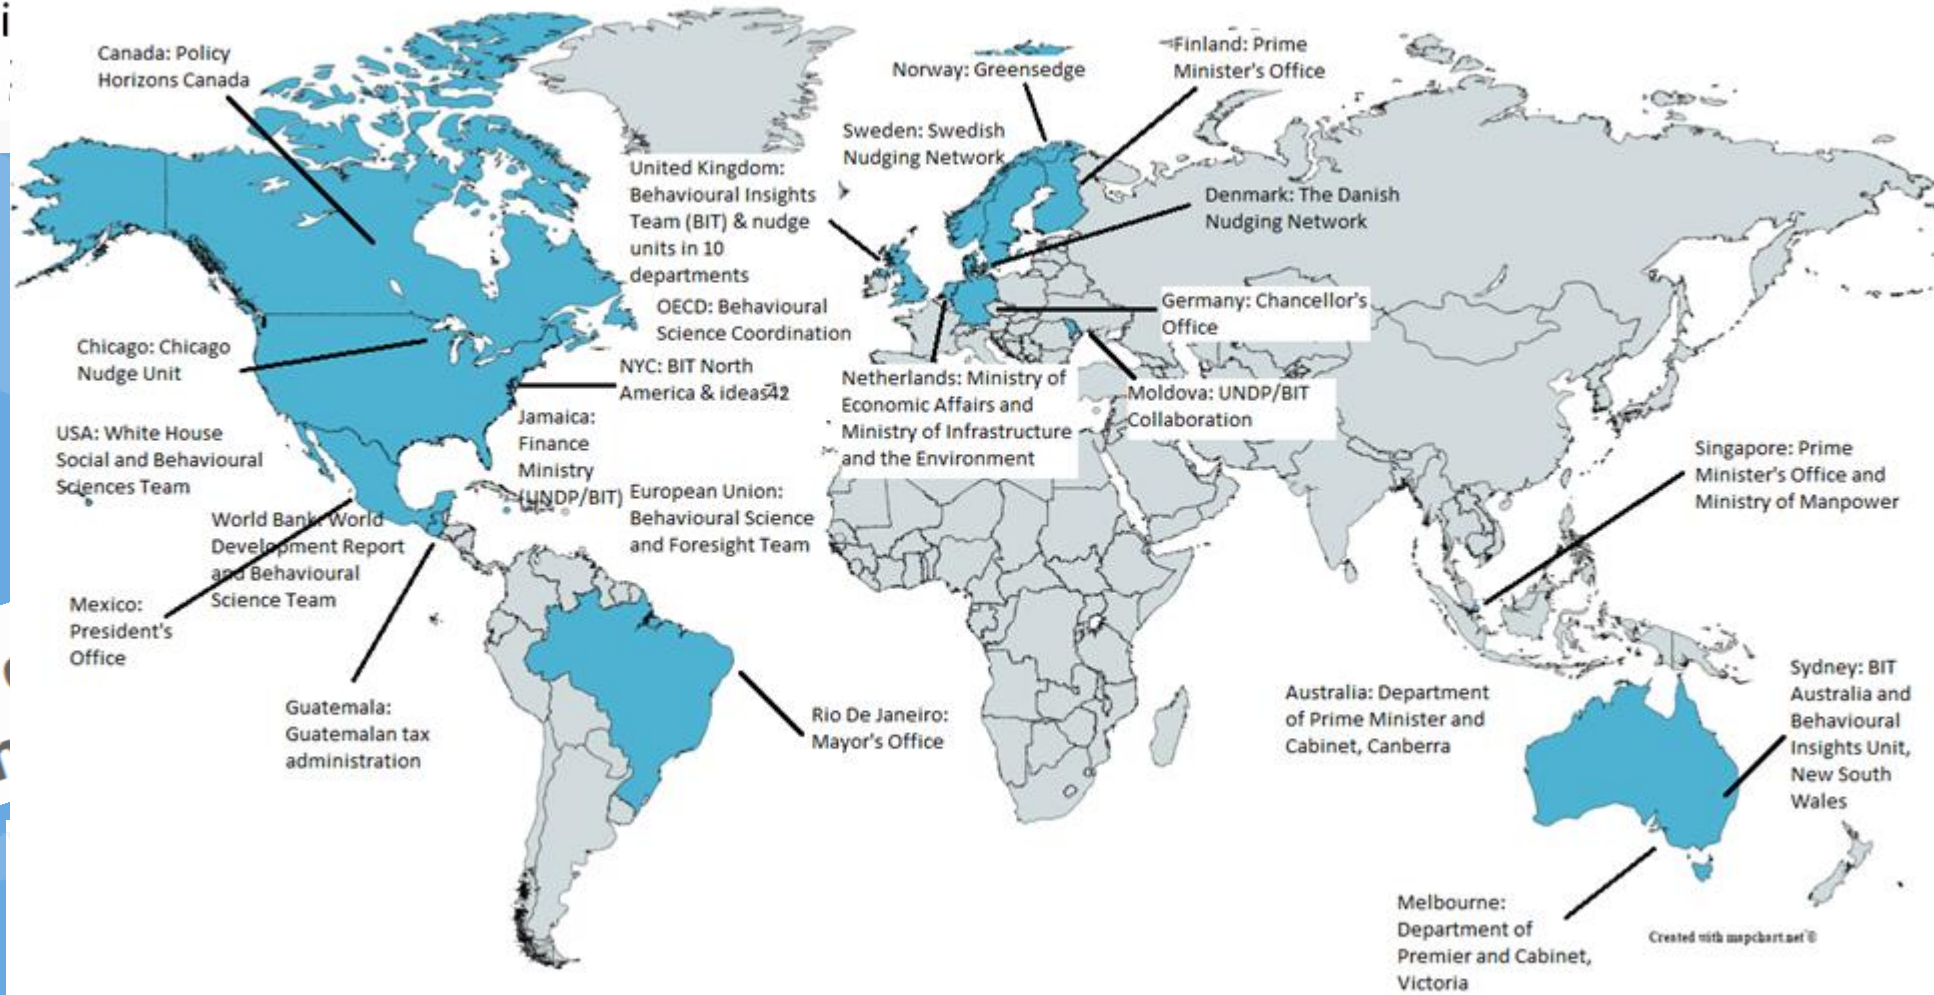 Canada: Policy
Horizons Canada
Norway: Greensedge
Finland: Prime
Minister's Office
Sweden: Swedish
Nudging Network
United Kingdom:
Behavioural Insights
Team (BIT) & nudge
units in 10
departments
Denmark: The Danish
Nudging Network
OECD: Behavioural
Science Coordination
Germany: Chancellor's
Office
Chicago: Chicago
Nudge Unit
NYC: BIT North
America & ideas42
Netherlands: Ministry of
Economic Affairs and
Ministry of Infrastructure
and the Environment
Moldova: UNDP/BIT
Collaboration
Jamaica:
Finance
Ministry
(UNDP/BIT)
USA: White House
Social and Behavioural
Sciences Team
European Union:
Behavioural Science
and Foresight Team
Singapore: Prime
Minister's Office and
Ministry of Manpower
World Bank: World
Development Report
and Behavioural
Science Team
Mexico:
President's
Office
Guatemala:
Guatemalan tax
administration
Rio De Janeiro:
Mayor's Office
Australia: Department
of Prime Minister and
Cabinet, Canberra
Sydney: BIT
Australia and
Behavioural
Insights Unit,
New South
Wales
Melbourne:
Department of
Premier and Cabinet,
Victoria
Created with mapchart.net ©